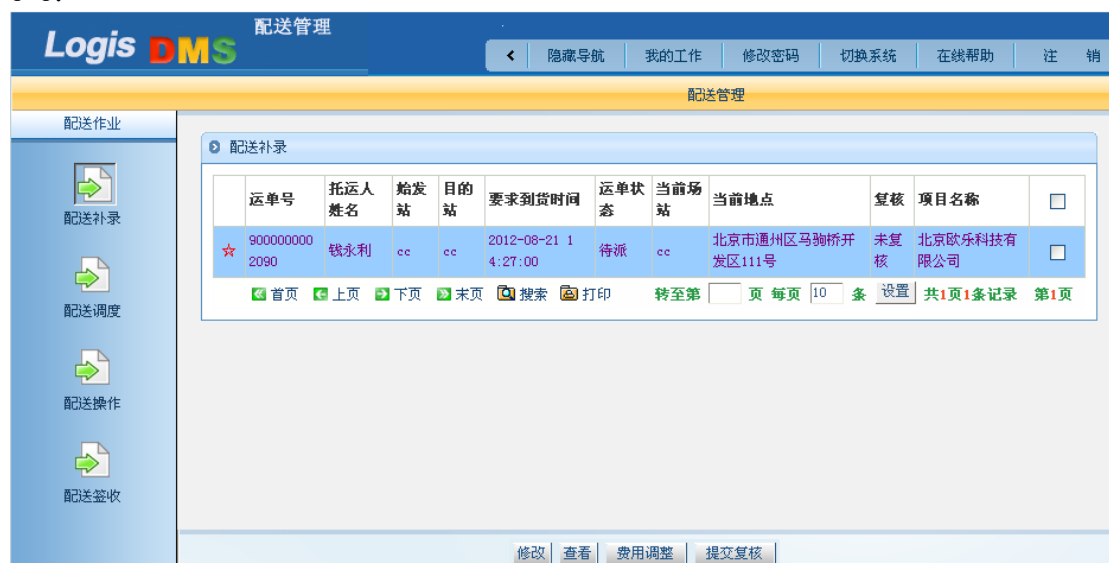 Logis DMS
配送管理
隐藏导航 我的工作 修改密码 切换系统 在线帮助 注 销
配送管理
配送作业
配送补录
配送调度
配送操作
配送签收
配送补录
运单号 托运人姓名 始发站 目的站 要求到货时间 运单状态 当前场站 当前地点 复核 项目名称
900000000 钱永利 cc cc 2012-08-21 1 待派 cc 北京市通州区马驹桥开 未复 北京欧乐科技有
2090 4:27:00 发区111号 核 限公司
首页 上页 下页 末页 搜索 打印 转至第 页 每页 10 条 设置 共1页1条记录 第1页
修改 查看 费用调整 提交复核